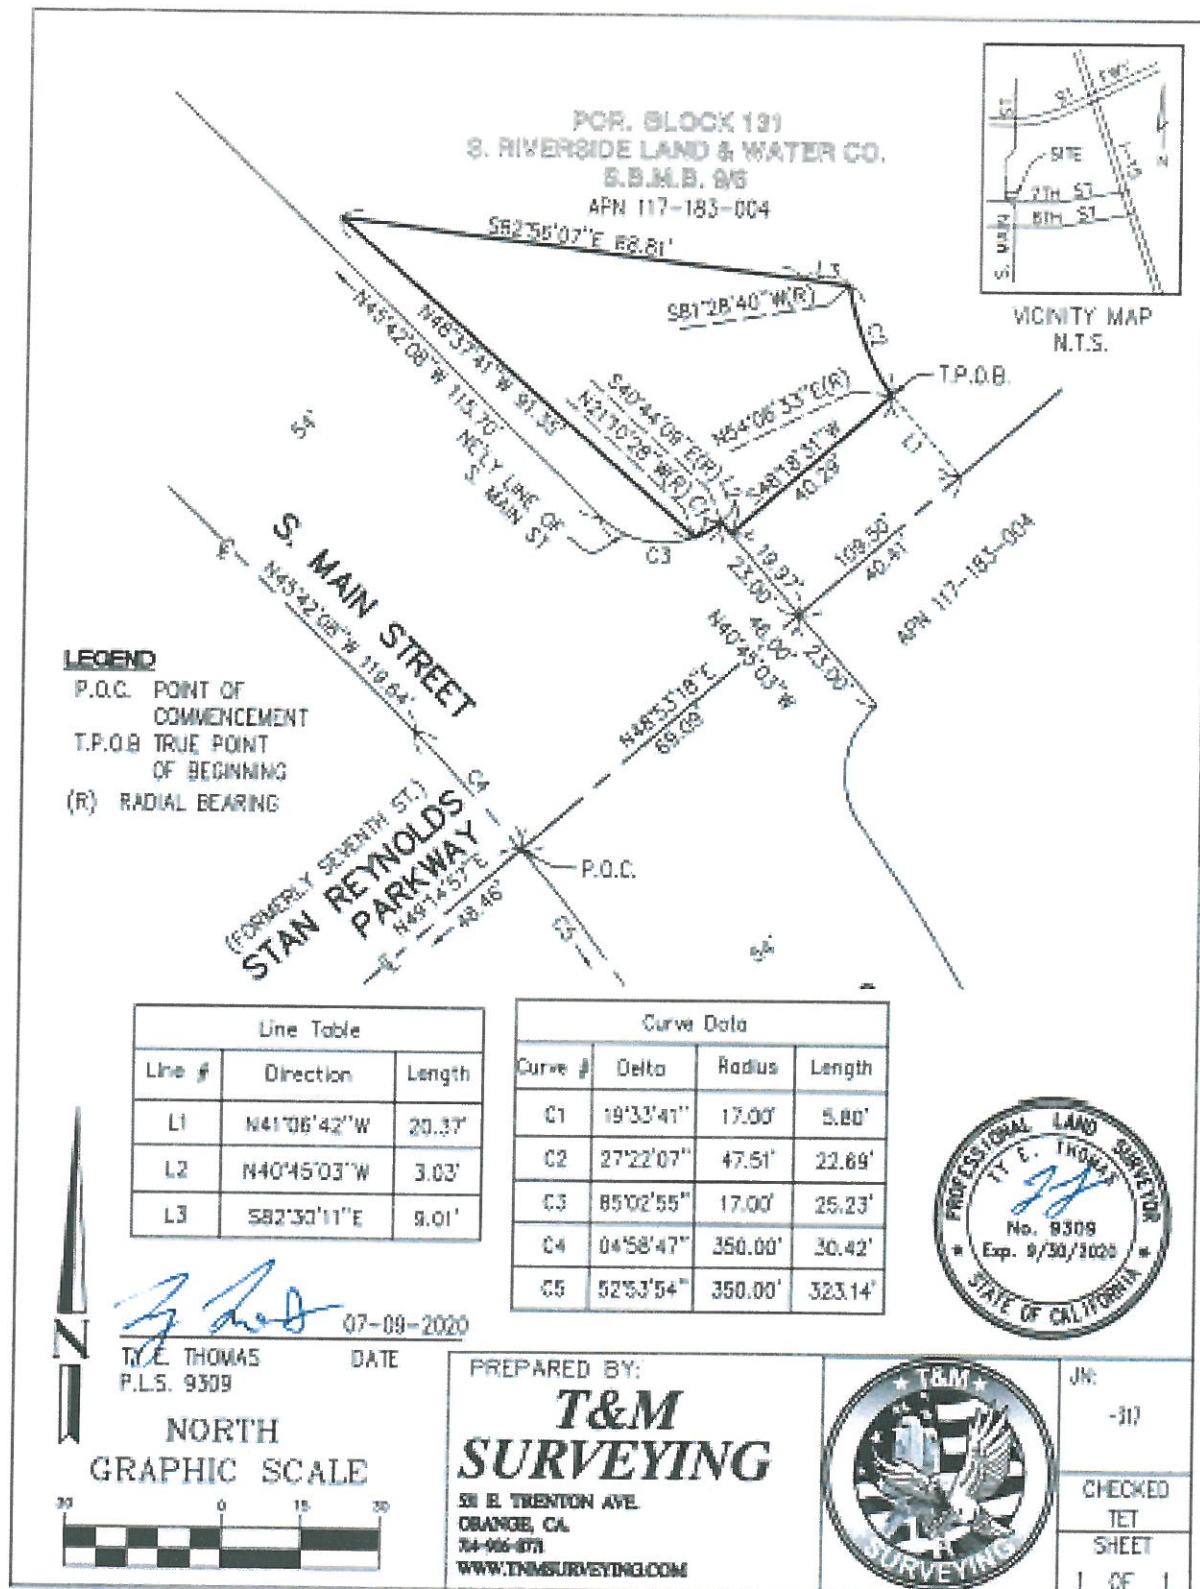 POR. BLOCK 131
S. RIVERSIDE LAND & WATER CO.
S.B.M.B. 9/6
APN 117-183-004
ST
91 FWY
SITE
I-15
N
7TH ST
6TH ST
S. MAIN
VICINITY MAP
N.T.S.
S82°55'07"E 88.81'
L3
S81°28'40"W(R)
C2
T.P.O.B.
N48°37'41"W 91.35'
N45°42'08"W 115.70'
NE'LY LINE OF
S. MAIN ST
S40°44'09"E(R)
N21°10'28"W(R)
C1
L2
N54°06'33"E(R)
S48°18'31"W
40.29'
L1
C3
54'
19.97'
23.00'
109.50'
40.41'
APN 117-183-004
46.00'
N40°45'03"W
23.00'
S. MAIN STREET
N45°42'08"W 119.64'
N48°53'18"E
69.09'
LEGEND
P.O.C. POINT OF
COMMENCEMENT
T.P.O.B TRUE POINT
OF BEGINNING
(R) RADIAL BEARING
C4
(FORMERLY SEVENTH ST.)
STAN REYNOLDS
PARKWAY
N49°14'57"E
48.46'
P.O.C.
C5
54'
Line Table
Line # Direction Length
L1 N41°06'42"W 20.37'
L2 N40°45'03"W 3.03'
L3 S82°30'11"E 9.01'
Curve Data
Curve # Delta Radius Length
C1 19°33'41" 17.00' 5.80'
C2 27°22'07" 47.51' 22.69'
C3 85°02'55" 17.00' 25.23'
C4 04°58'47" 350.00' 30.42'
C5 52°53'54" 350.00' 323.14'
PROFESSIONAL LAND SURVEYOR
TY E. THOMAS
No. 9309
Exp. 9/30/2020
STATE OF CALIFORNIA
07-09-2020
TY E. THOMAS DATE
P.L.S. 9309
N
NORTH
GRAPHIC SCALE
30 0 15 30
PREPARED BY:
T&M
SURVEYING
WWW.TNMSURVEYING.COM
ORANGE, CA.
T&M
SURVEYING
JN:
-317
CHECKED
TET
SHEET
1 OF 1